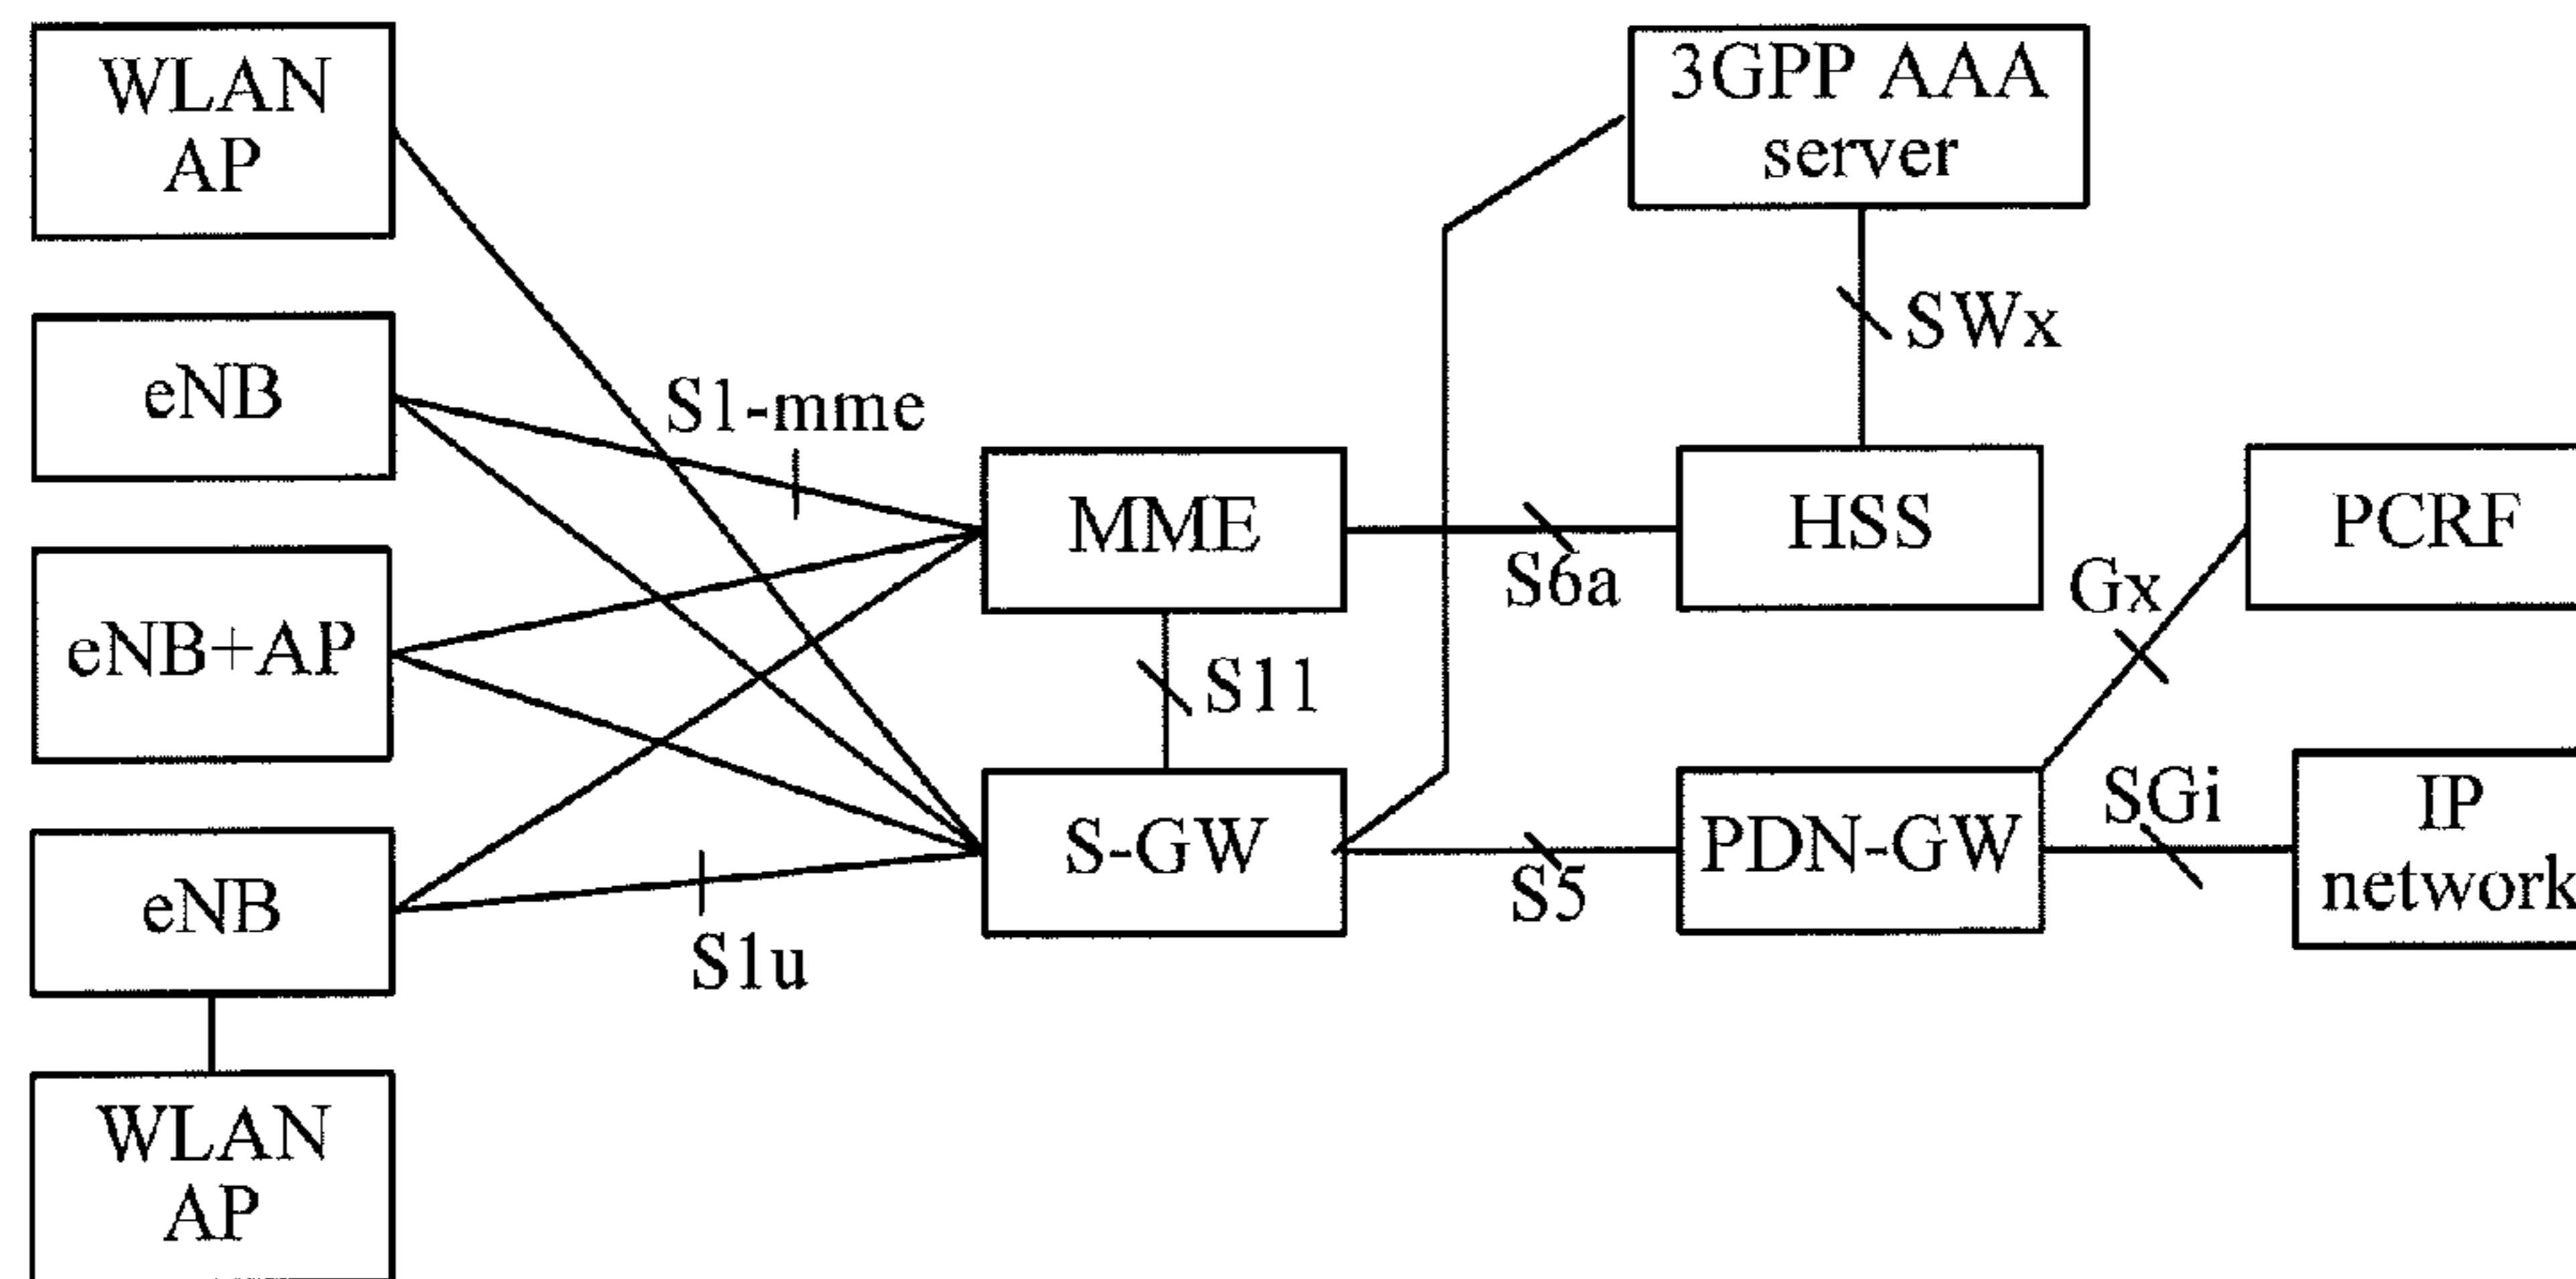 WLAN
AP
3GPP AAA
server
SWx
eNB
S1-mme
MME
HSS
PCRF
S6a
Gx
eNB+AP
S11
SGi
S-GW
PDN-GW
IP
network
S5
eNB
S1u
WLAN
AP